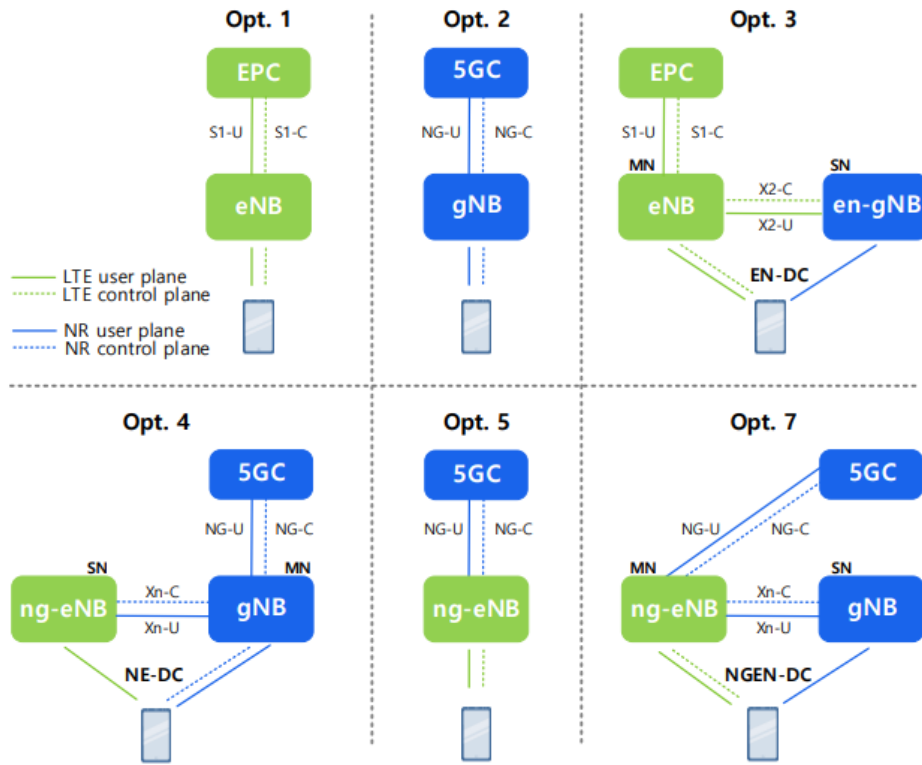 Opt. 1
EPC
S1-U
S1-C
eNB
LTE user plane
LTE control plane
NR user plane
NR control plane
Opt. 2
5GC
NG-U
NG-C
gNB
Opt. 3
EPC
S1-U
S1-C
MN
SN
eNB
X2-C
X2-U
en-gNB
EN-DC
Opt. 4
5GC
NG-U
NG-C
SN
MN
ng-eNB
Xn-C
Xn-U
gNB
NE-DC
Opt. 5
5GC
NG-U
NG-C
ng-eNB
Opt. 7
5GC
NG-U
NG-C
MN
SN
ng-eNB
Xn-C
Xn-U
gNB
NGEN-DC